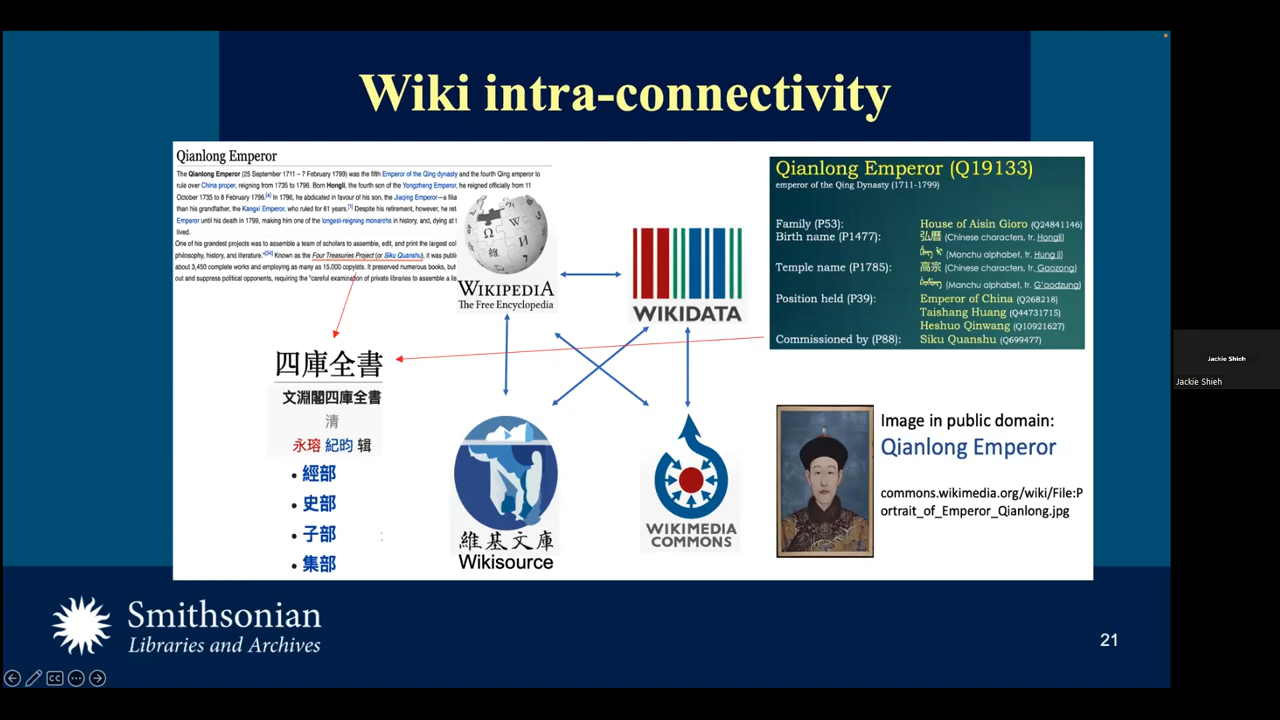 Wiki intra-connectivity
Qianlong Emperor
The Qianlong Emperor (25 September 1711 – 7 February 1799) was the fifth Emperor of the Qing dynasty and the fourth Qing emperor to
rule over China proper, reigning from 1735 to 1796. Born Hongli, the fourth son of the Yongzheng Emperor, he reigned officially from 11
October 1735 to 8 February 1796.[a] In 1796, he abdicated in favour of his son, the Jiaqing Emperor—a filia
than his grandfather, the Kangxi Emperor, who ruled for 61 years.[1] Despite his retirement, however, he ret
Emperor until his death in 1799, making him one of the longest-reigning monarchs in history, and, dying at t
lived.
One of his grandest projects was to assemble a team of scholars to assemble, edit, and print the largest col
philosophy, history, and literature.[34] Known as the Four Treasuries Project (or Siku Quanshu), it was publi
about 3,450 complete works and employing as many as 15,000 copyists. It preserved numerous books, but
out and suppress political opponents, requiring the "careful examination of private libraries to assemble a lis
WIKIPEDIA
The Free Encyclopedia
WIKIDATA
Qianlong Emperor (Q19133)
emperor of the Qing Dynasty (1711-1799)
Family (P53): House of Aisin Gioro (Q24841146)
Birth name (P1477): 弘曆 (Chinese characters, tr. Hongli)
(Manchu alphabet, tr. Hung li)
Temple name (P1785): 高宗 (Chinese characters, tr. Gaozong)
(Manchu alphabet, tr. G'aodzung)
Position held (P39): Emperor of China (Q268218)
Taishang Huang (Q44731715)
Heshuo Qinwang (Q10921627)
Commissioned by (P88): Siku Quanshu (Q699477)
四庫全書
文淵閣四庫全書
清
永瑢 紀昀 辑
• 經部
• 史部
• 子部
• 集部
維基文庫
Wikisource
WIKIMEDIA
COMMONS
Image in public domain:
Qianlong Emperor
commons.wikimedia.org/wiki/File:P
ortrait_of_Emperor_Qianlong.jpg
Smithsonian
Libraries and Archives
21
Jackie Shieh
Jackie Shieh